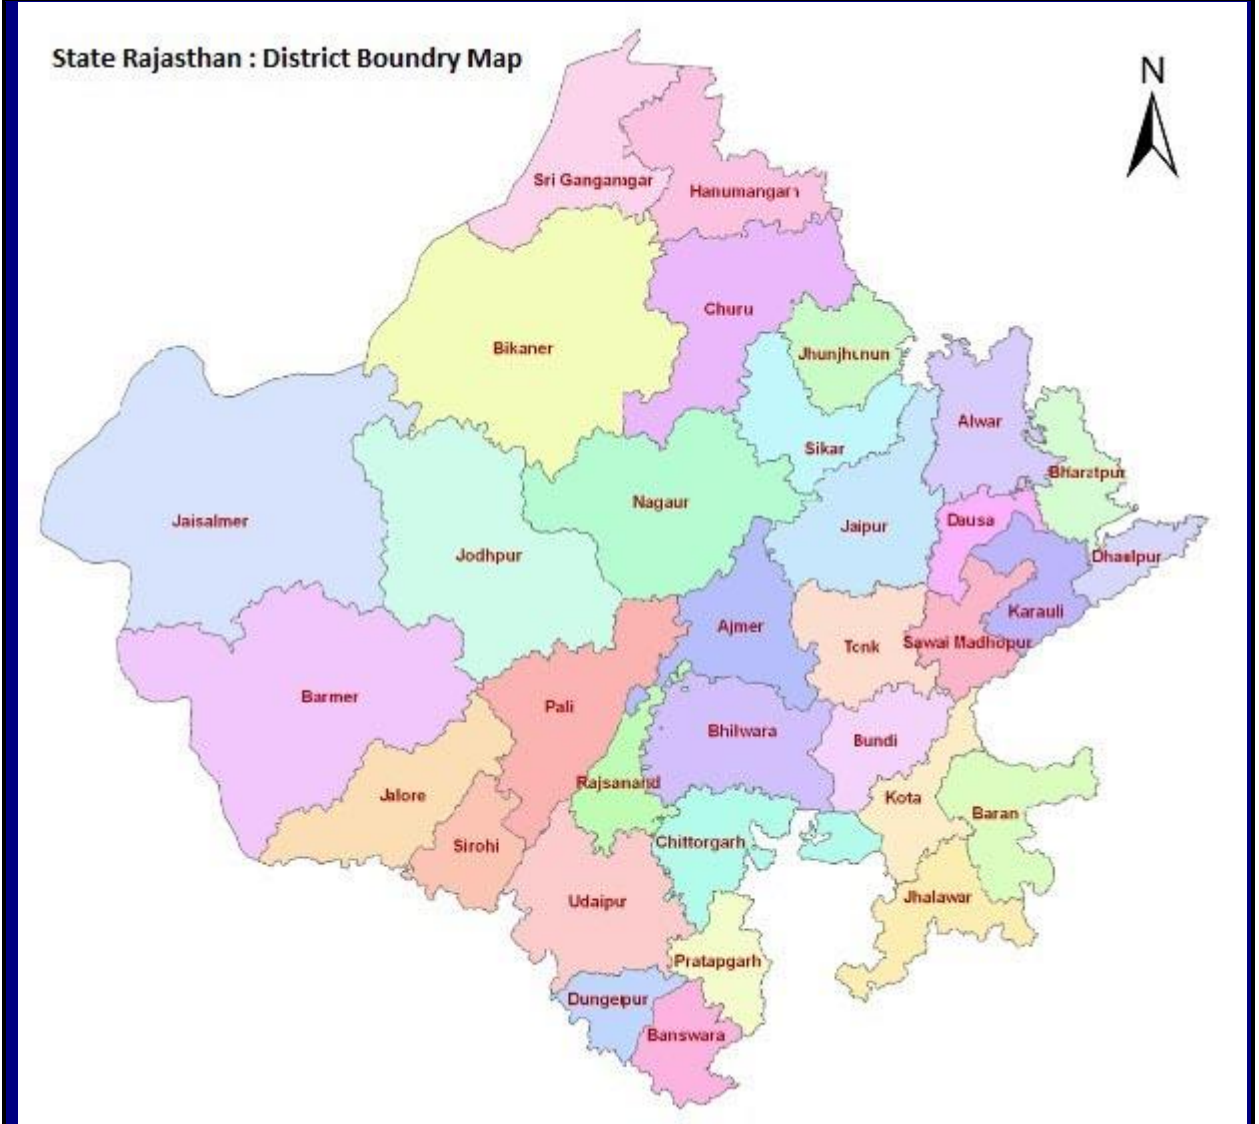 State Rajasthan : District Boundry Map
N
Sri Ganganagar
Hanumangarh
Churu
Bikaner
Jhunjhunun
Alwar
Sikar
Bharatpur
Nagaur
Jaisalmer
Jaipur
Dausa
Jodhpur
Dhaulpur
Karauli
Ajmer
Tonk
Sawai Madhopur
Barmer
Pali
Bhilwara
Bundi
Rajsanand
Jalore
Kota
Baran
Sirohi
Chittorgarh
Udaipur
Jhalawar
Pratapgarh
Dungerpur
Banswara